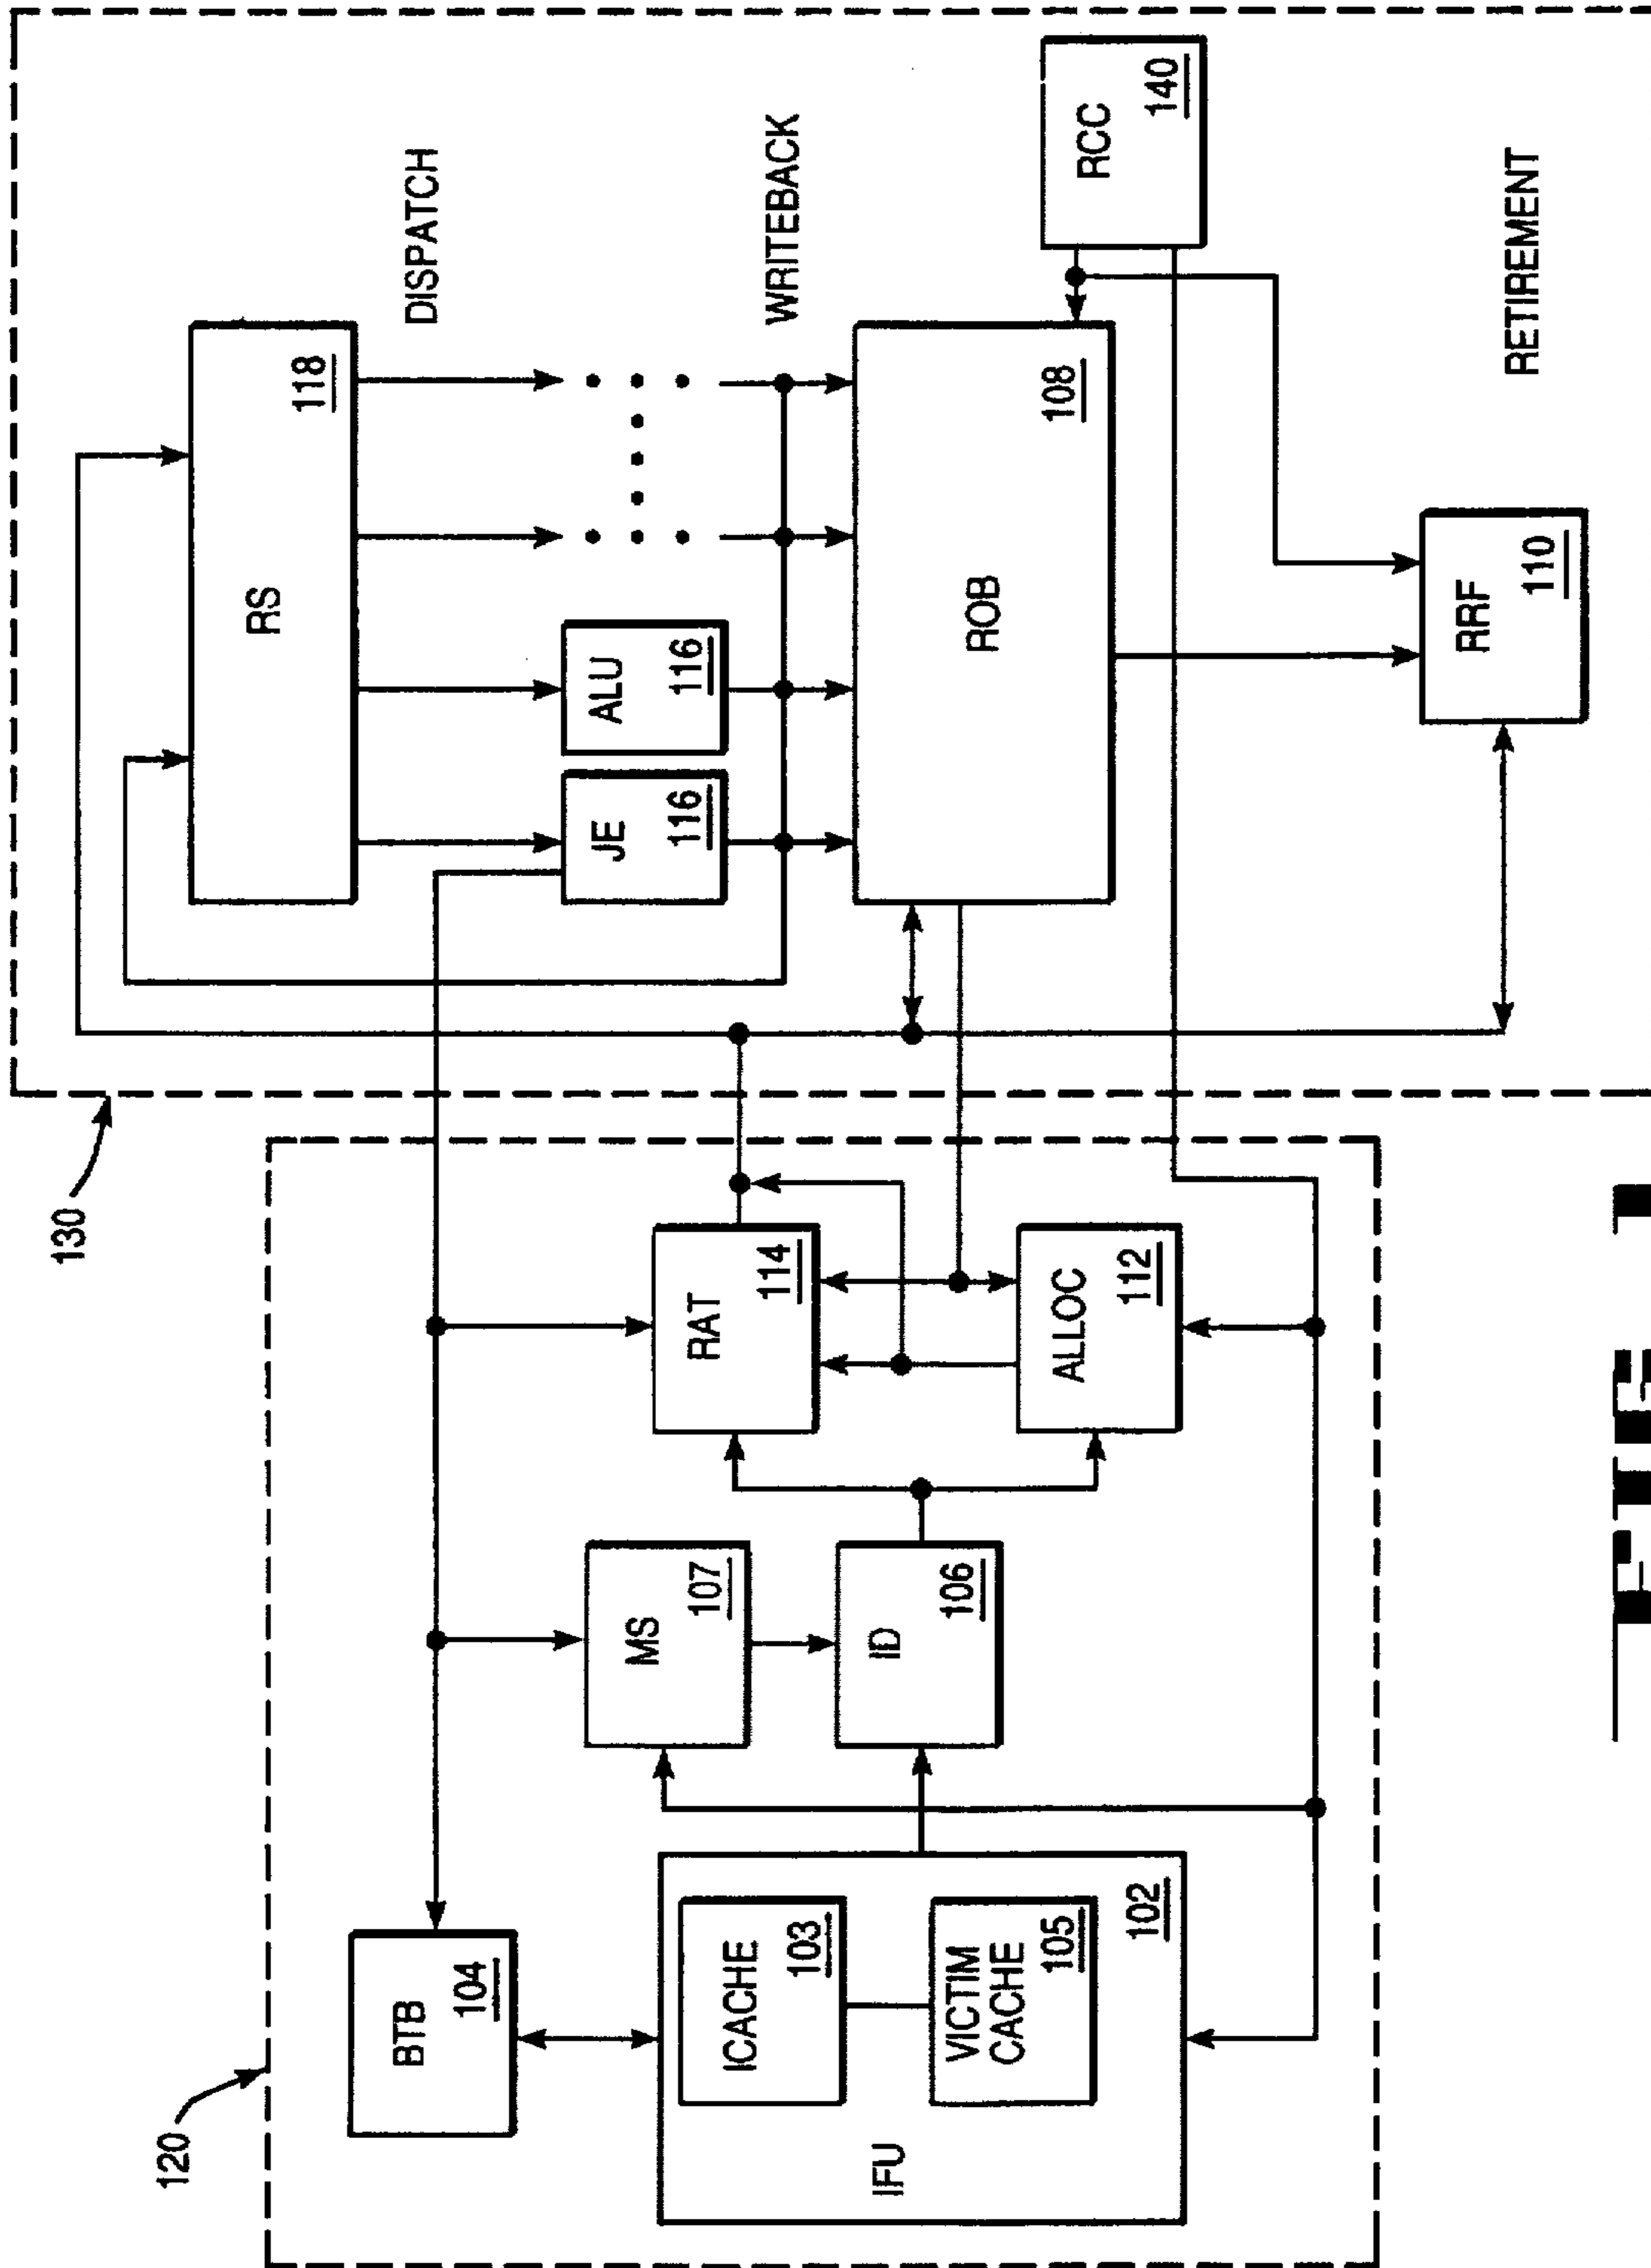 120
130
BTB
104
IFU
ICACHE
103
VICTIM
CACHE
105
102
MS
107
ID
106
RAT
114
ALLOC
112
RS
118
DISPATCH
JE
116
ALU
116
WRITEBACK
ROB
108
RCC
140
RRF
110
RETIREMENT